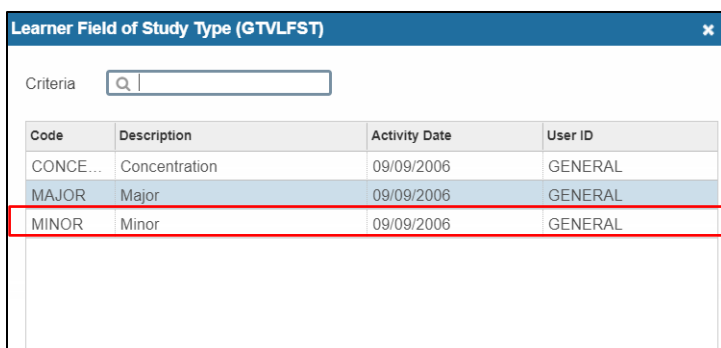 Learner Field of Study Type (GTVLFST)
Criteria
Code Description Activity Date User ID
CONCE... Concentration 09/09/2006 GENERAL
MAJOR Major 09/09/2006 GENERAL
MINOR Minor 09/09/2006 GENERAL